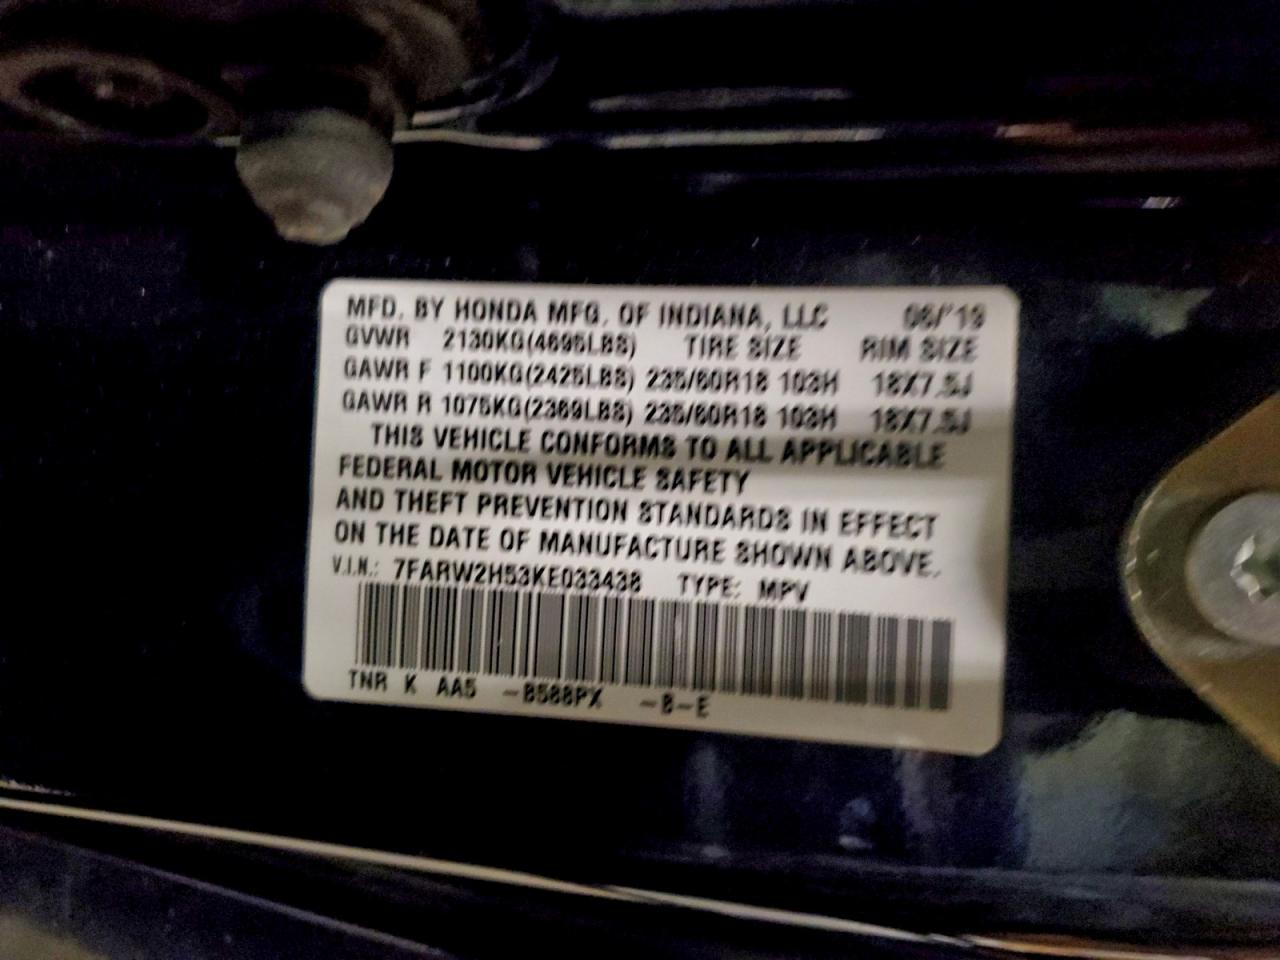 MFD. BY HONDA MFG. OF INDIANA, LLC 06/'19
GVWR 2130KG(4695LBS) TIRE SIZE RIM SIZE
GAWR F 1100KG(2425LBS) 235/60R18 103H 18X7.5J
GAWR R 1075KG(2369LBS) 235/60R18 103H 18X7.5J
THIS VEHICLE CONFORMS TO ALL APPLICABLE
FEDERAL MOTOR VEHICLE SAFETY
AND THEFT PREVENTION STANDARDS IN EFFECT
ON THE DATE OF MANUFACTURE SHOWN ABOVE.
V.I.N.: 7FARW2H53KE033438 TYPE: MPV
TNR K AA5 -B588PX -B-E